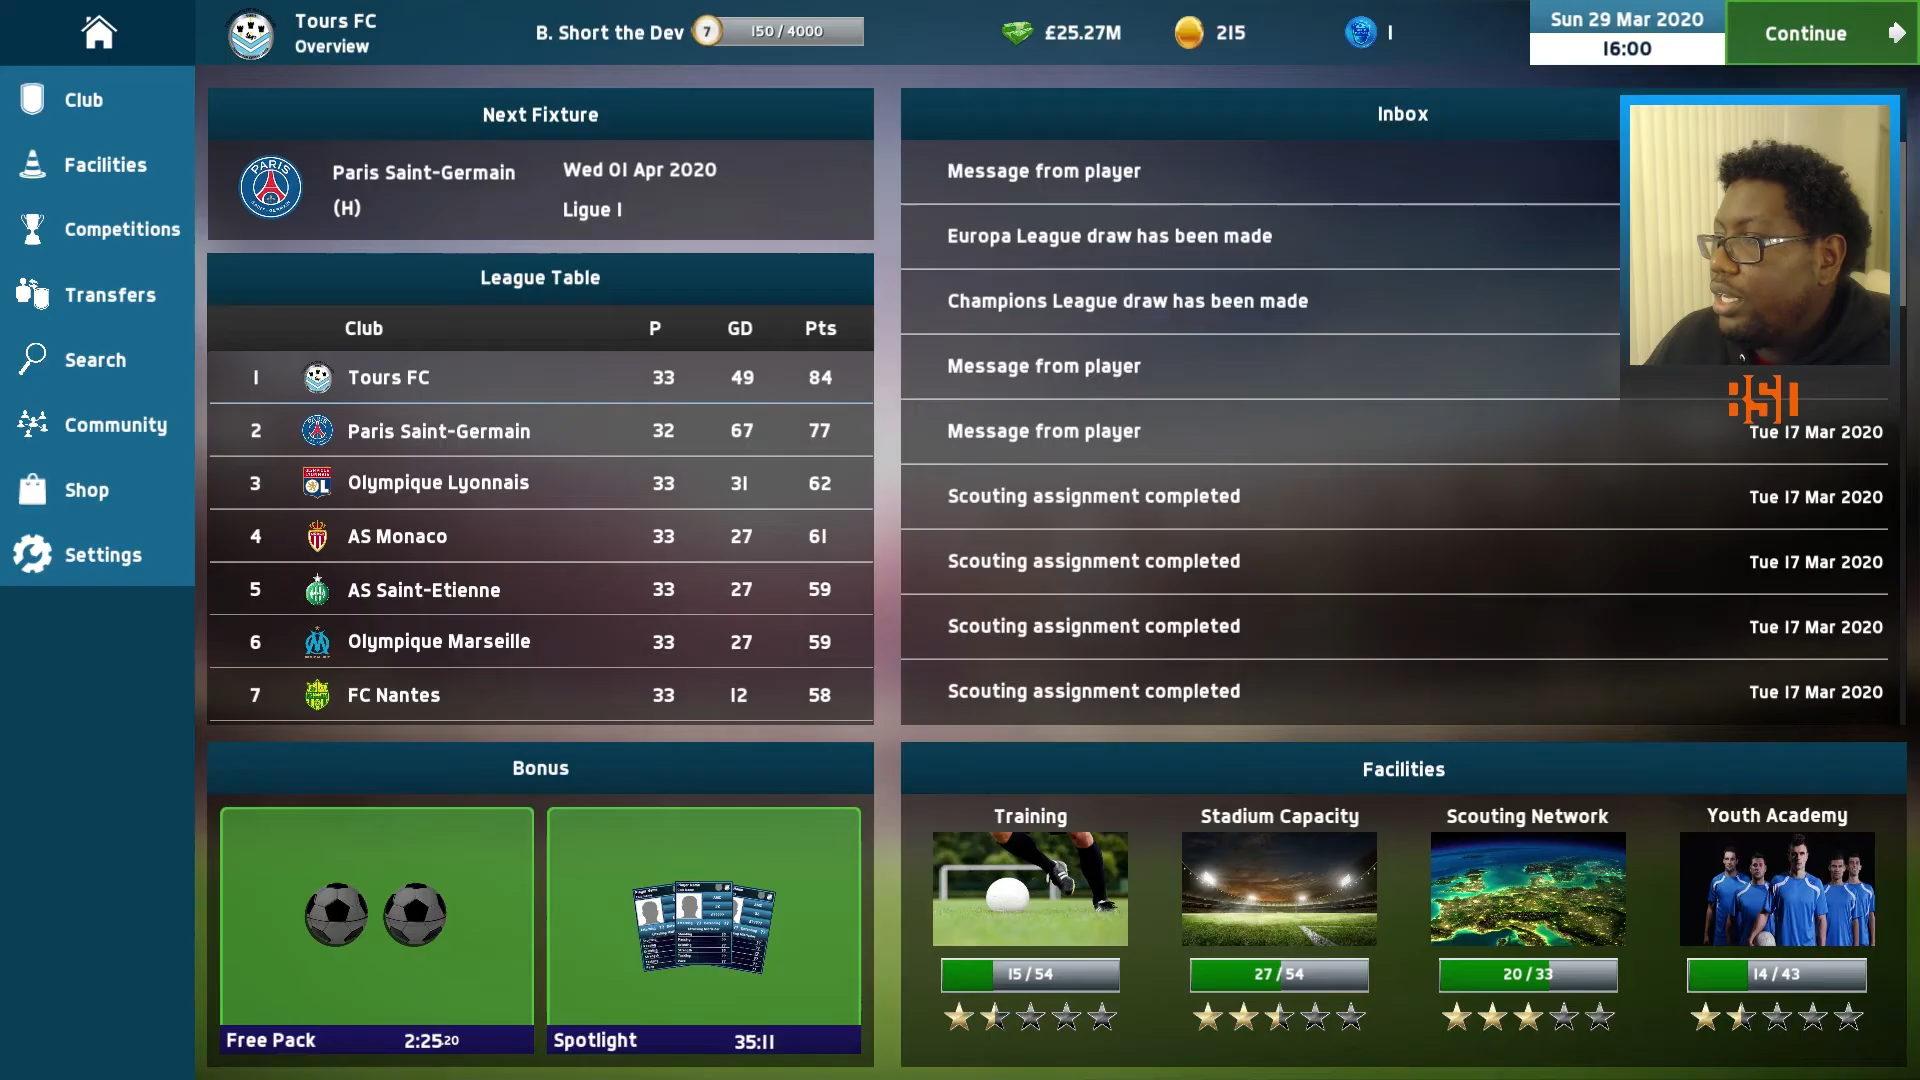 Tours FC
Overview
B. Short the Dev
7
150 / 4000
£25.27M
215
1
Sun 29 Mar 2020
16:00
Continue
Club
Facilities
Competitions
Transfers
Search
Community
Shop
Settings
Next Fixture
PARIS
SAINT-GERMAIN
Paris Saint-Germain
(H)
Wed 01 Apr 2020
Ligue 1
League Table
Club P GD Pts
1 Tours FC 33 49 84
2 Paris Saint-Germain 32 67 77
3 Olympique Lyonnais 33 31 62
4 AS Monaco 33 27 61
5 AS Saint-Etienne 33 27 59
6 Olympique Marseille 33 27 59
7 FC Nantes 33 12 58
Inbox
Message from player
Europa League draw has been made
Champions League draw has been made
Message from player
Message from player Tue 17 Mar 2020
Scouting assignment completed Tue 17 Mar 2020
Scouting assignment completed Tue 17 Mar 2020
Scouting assignment completed Tue 17 Mar 2020
Scouting assignment completed Tue 17 Mar 2020
Bonus
Free Pack 2:25.20
Spotlight 35:11
Facilities
Training
15 / 54
Stadium Capacity
27 / 54
Scouting Network
20 / 33
Youth Academy
14 / 43